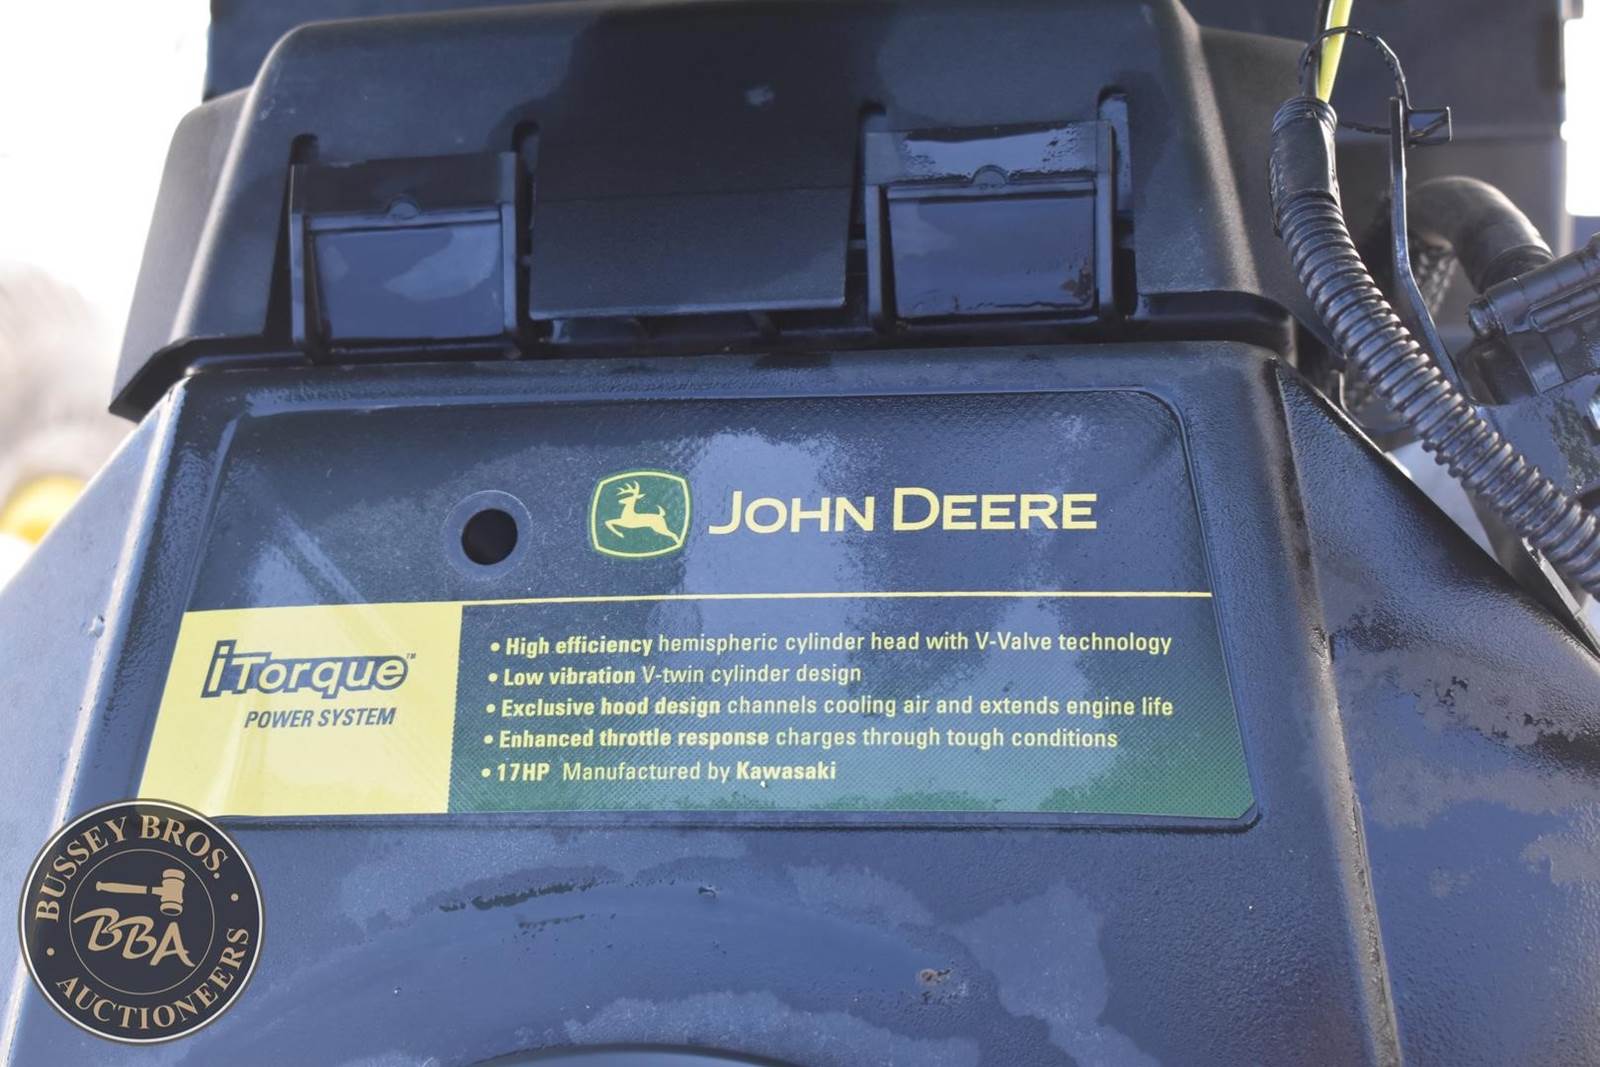 JOHN DEERE
iTorque™
POWER SYSTEM
• High efficiency hemispheric cylinder head with V-Valve technology
• Low vibration V-twin cylinder design
• Exclusive hood design channels cooling air and extends engine life
• Enhanced throttle response charges through tough conditions
• 17HP Manufactured by Kawasaki
BUSSEY BROS.
BBA
• AUCTIONEERS •